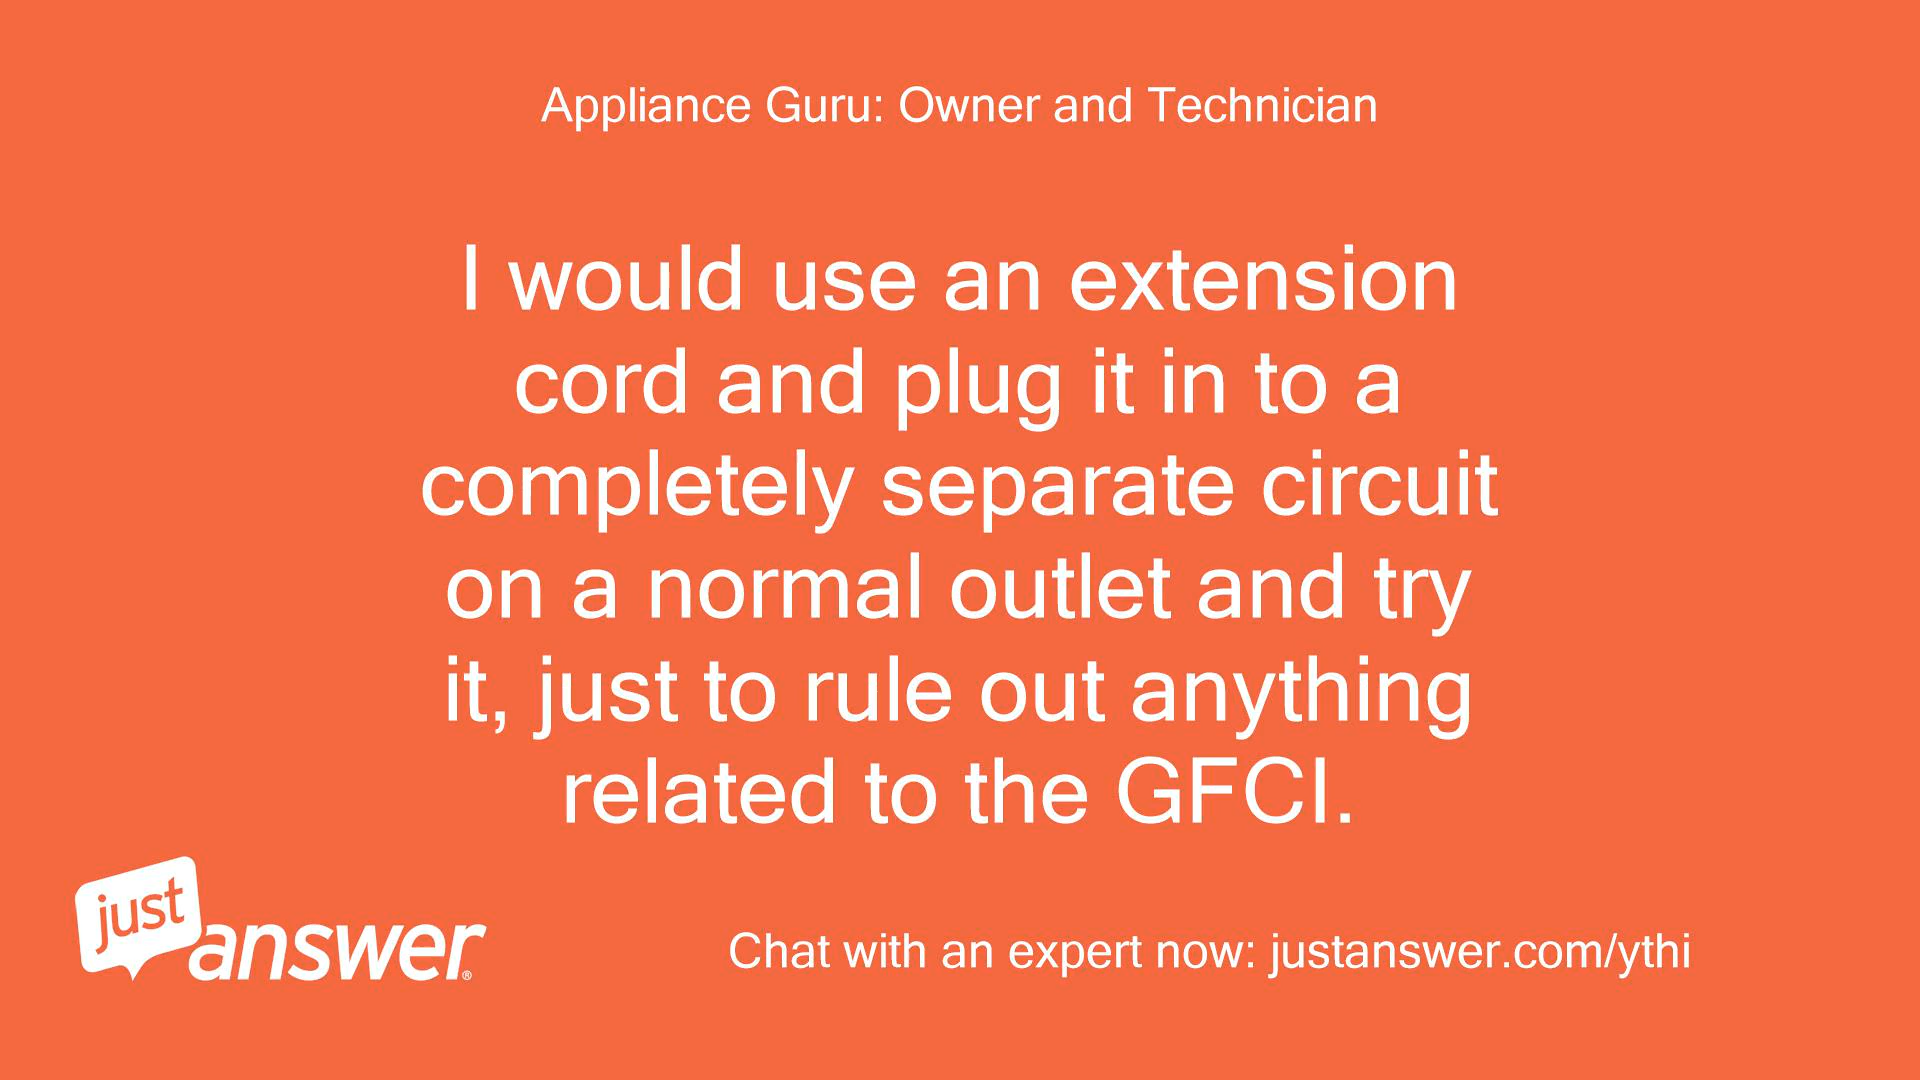 Appliance Guru: Owner and Technician
I would use an extension
cord and plug it in to a
completely separate circuit
on a normal outlet and try
it, just to rule out anything
related to the GFCI.
just
answer®
Chat with an expert now: justanswer.com/ythi